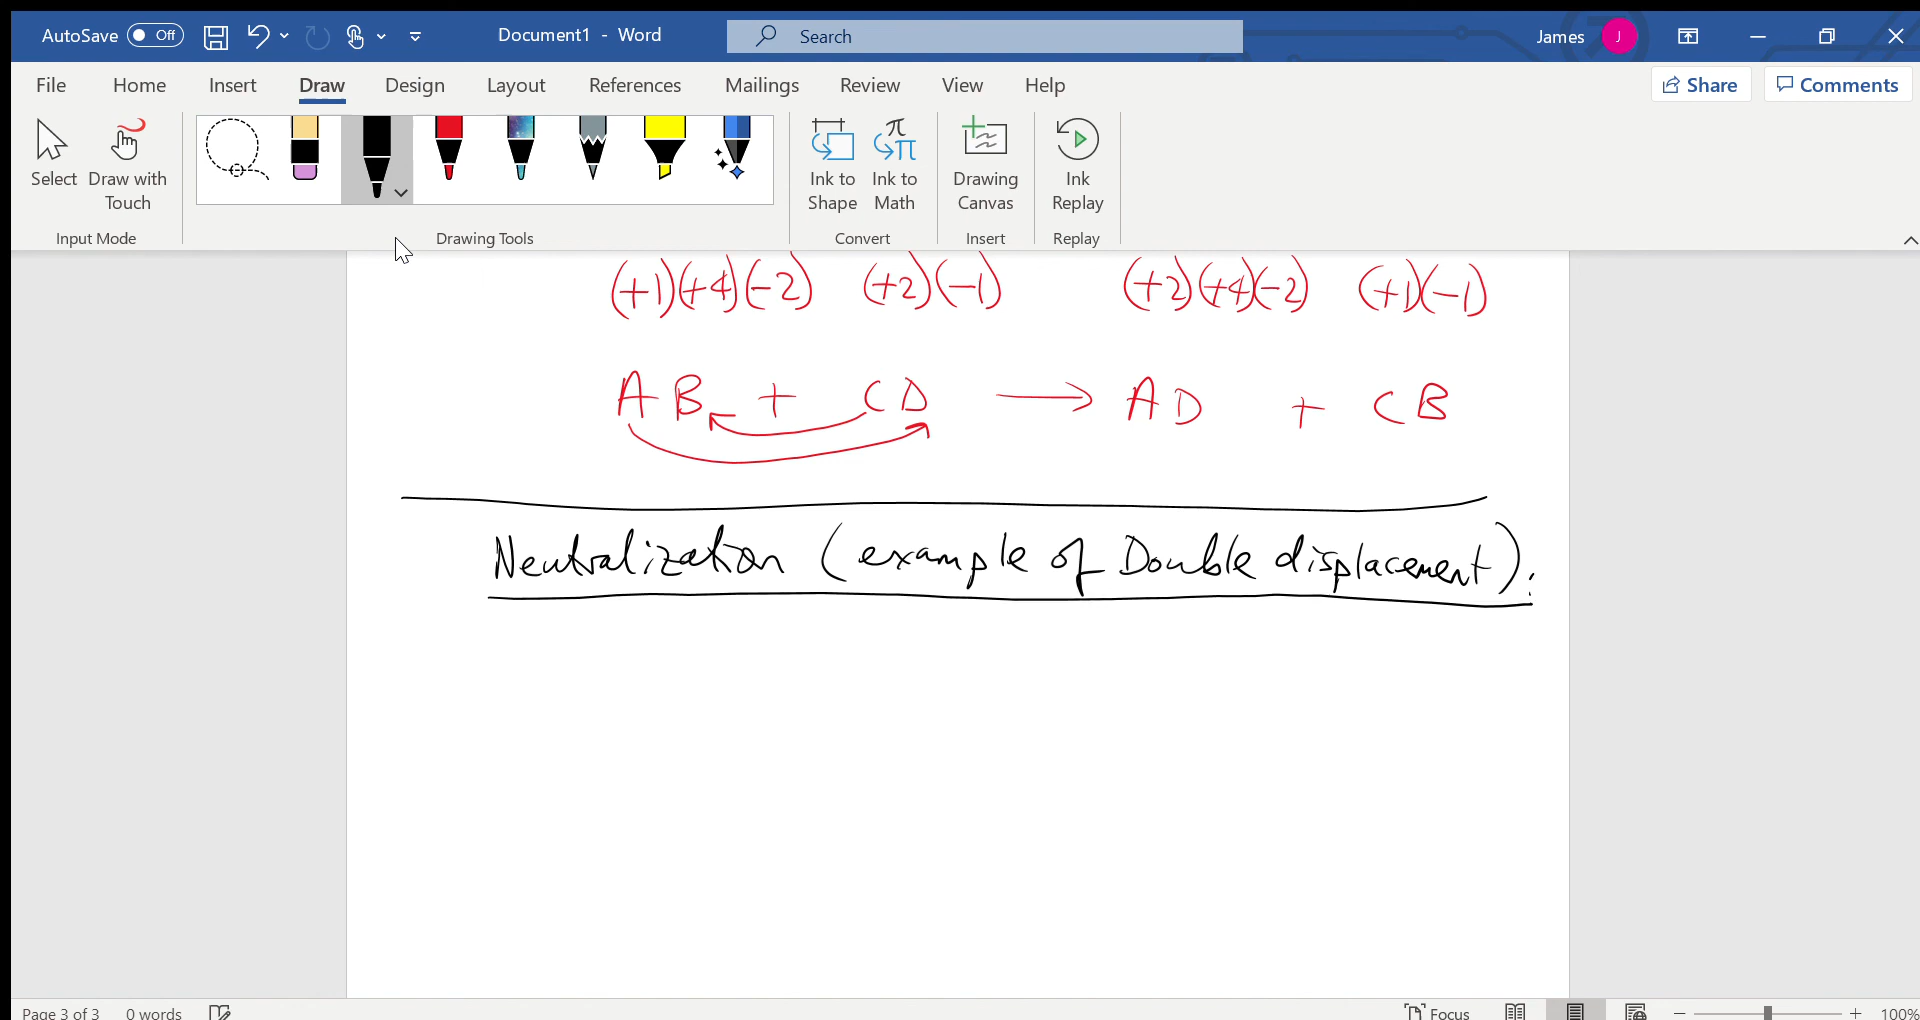 AutoSave Off Document1 - Word Search James J
File Home Insert Draw Design Layout References Mailings Review View Help Share Comments
Select Draw with Touch Ink to Shape Ink to Math Drawing Canvas Ink Replay
Input Mode Drawing Tools Convert Insert Replay
(+1)(+4)(-2) (+2)(-1) (+2)(+4)(-2) (+1)(-1)
AB + CD → AD + CB
Neutralization (example of Double displacement):
Page 3 of 3 0 words Focus 100%